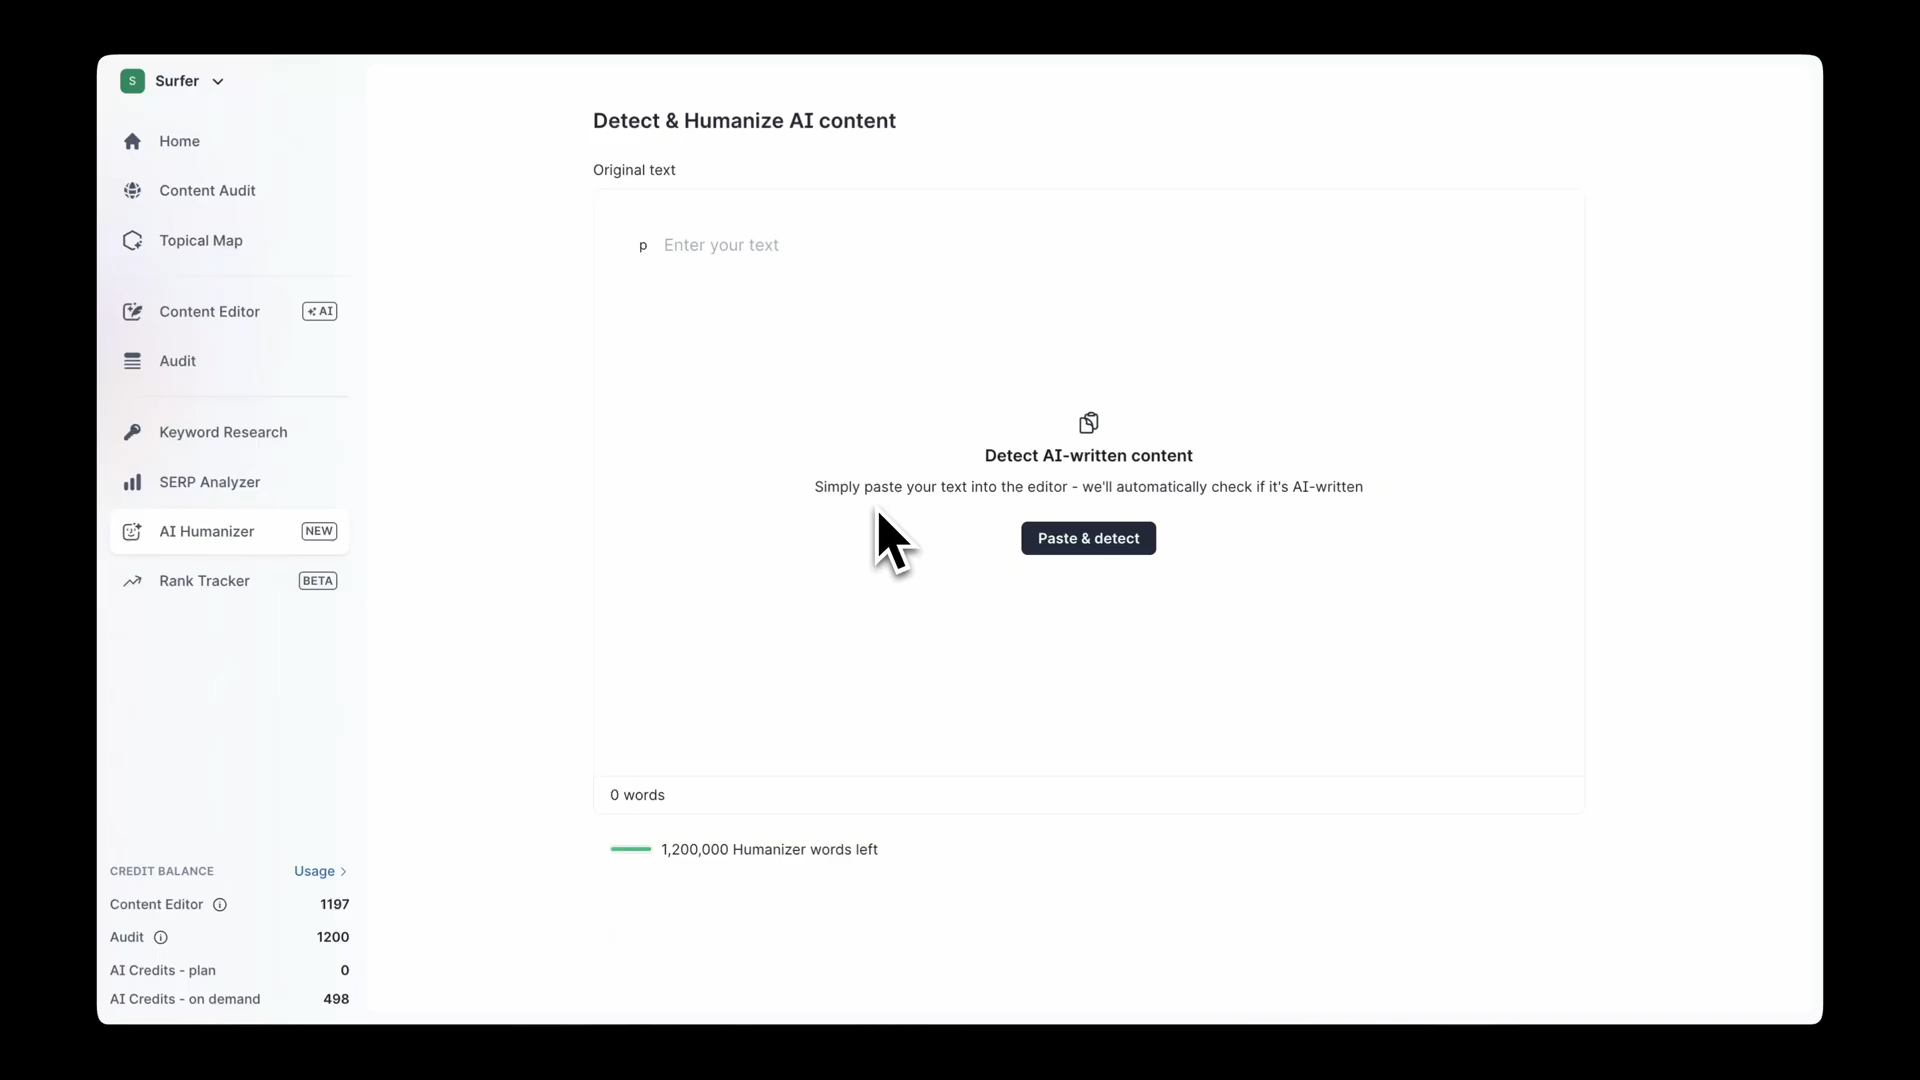 S Surfer
Home
Content Audit
Topical Map
Content Editor AI
Audit
Keyword Research
SERP Analyzer
AI Humanizer NEW
Rank Tracker BETA
CREDIT BALANCE Usage
Content Editor 1197
Audit 1200
AI Credits - plan 0
AI Credits - on demand 498
Detect & Humanize AI content
Original text
p Enter your text
Detect AI-written content
Simply paste your text into the editor - we'll automatically check if it's AI-written
Paste & detect
0 words
1,200,000 Humanizer words left